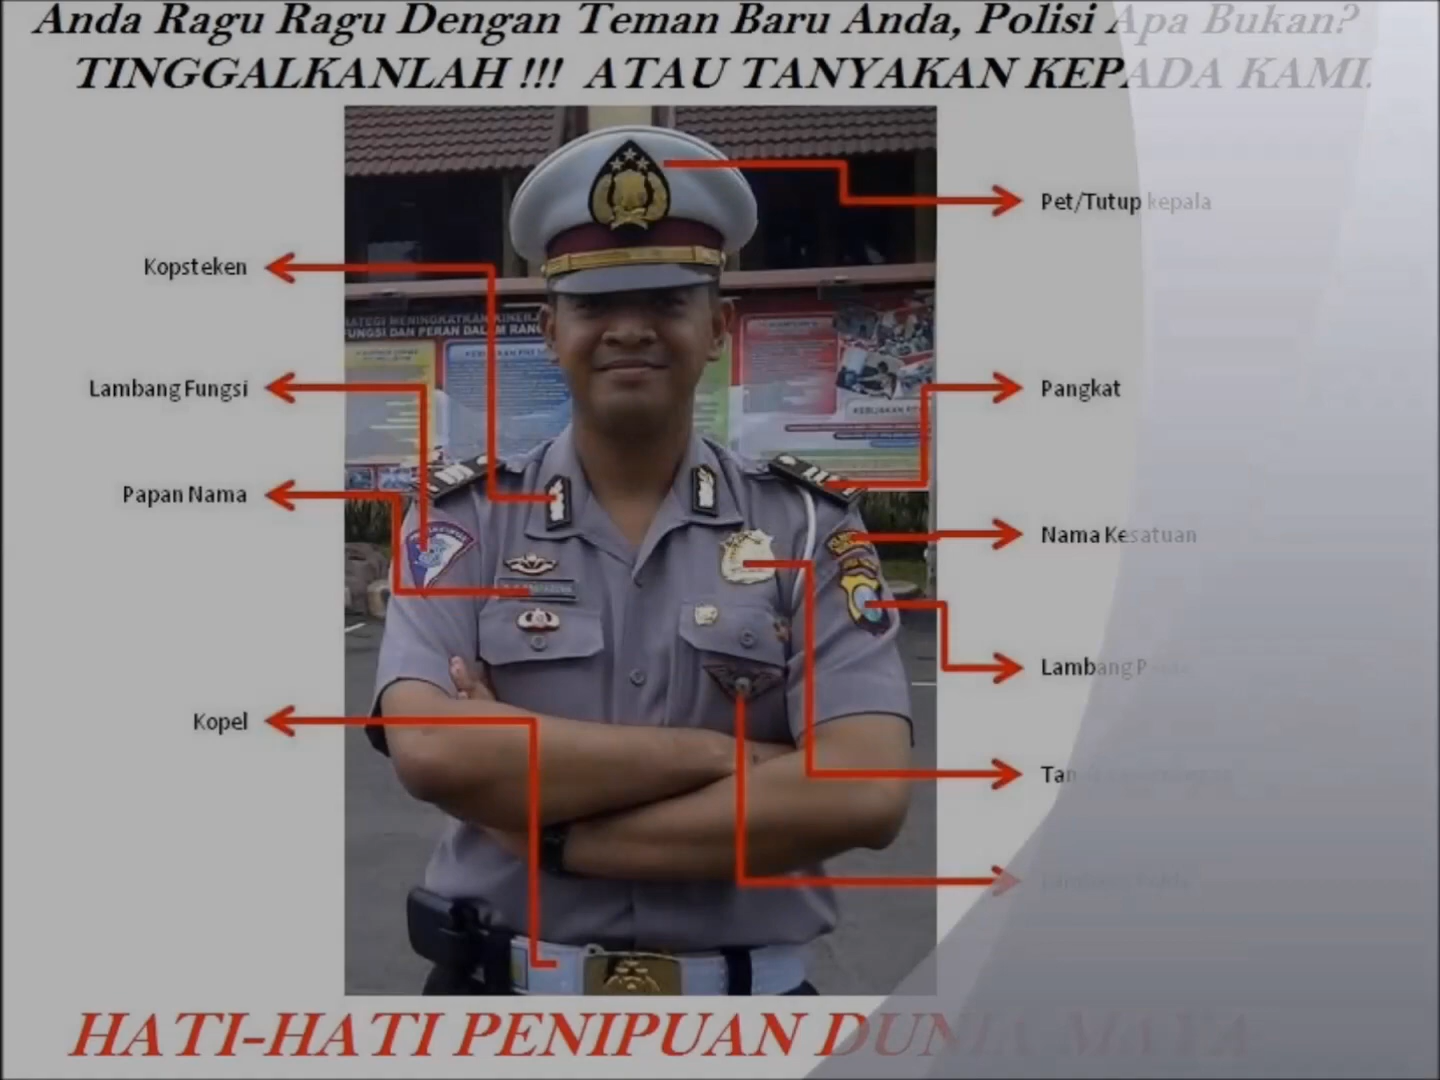 Anda Ragu Ragu Dengan Teman Baru Anda, Polisi Apa Bukan?
TINGGALKANLAH !!! ATAU TANYAKAN KEPADA KAMI.
Pet/Tutup kepala
Kopsteken
Lambang Fungsi
Pangkat
Papan Nama
Nama Kesatuan
Lambang
Kopel
HATI-HATI PENIPUAN DUNIA MAYA